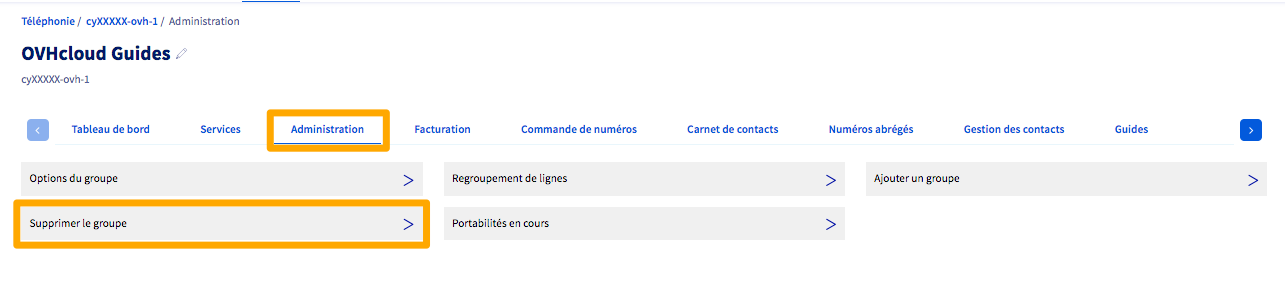 Téléphonie / cyXXXXX-ovh-1 / Administration
OVHcloud Guides
cyXXXXX-ovh-1
Tableau de bord Services Administration Facturation Commande de numéros Carnet de contacts Numéros abrégés Gestion des contacts Guides
Options du groupe Regroupement de lignes Ajouter un groupe
Supprimer le groupe Portabilités en cours